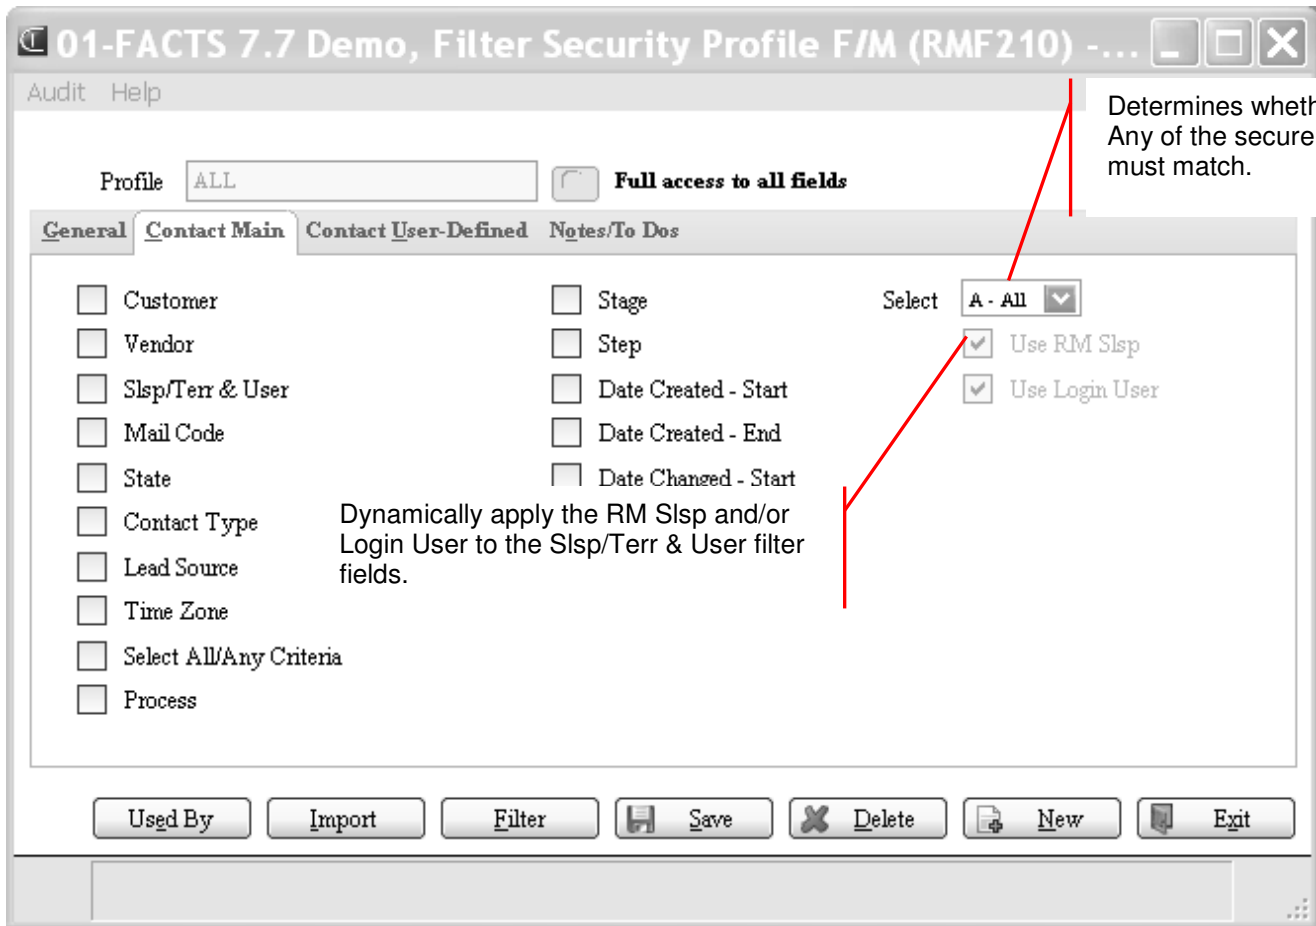 01-FACTS 7.7 Demo, Filter Security Profile F/M (RMF210) -...
Audit Help
Determines wheth
Any of the secure
must match.
Profile ALL Full access to all fields
General Contact Main Contact User-Defined Notes/To Dos
Customer Stage Select A - All
Vendor Step Use RM Slsp
Slsp/Terr & User Date Created - Start Use Login User
Mail Code Date Created - End
State Date Changed - Start
Contact Type
Dynamically apply the RM Slsp and/or
Login User to the Slsp/Terr & User filter
fields.
Lead Source
Time Zone
Select All/Any Criteria
Process
Used By Import Filter Save Delete New Exit